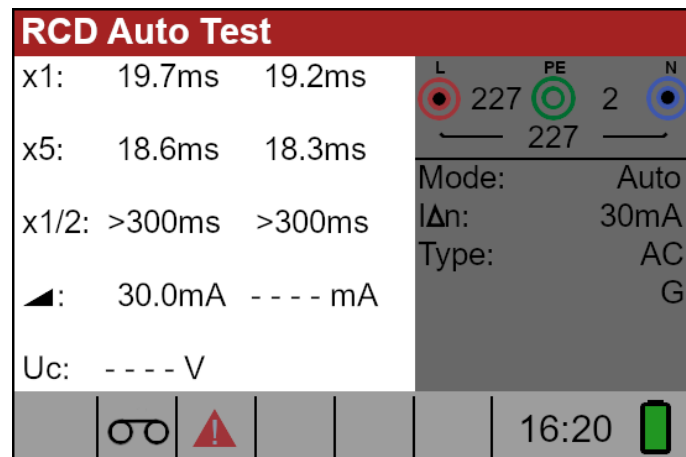 RCD Auto Test
x1: 19.7ms 19.2ms
x5: 18.6ms 18.3ms
x1/2: >300ms >300ms
◢: 30.0mA - - - - mA
Uc: - - - - V
L PE N
227 2
227
Mode: Auto
IΔn: 30mA
Type: AC
G
16:20